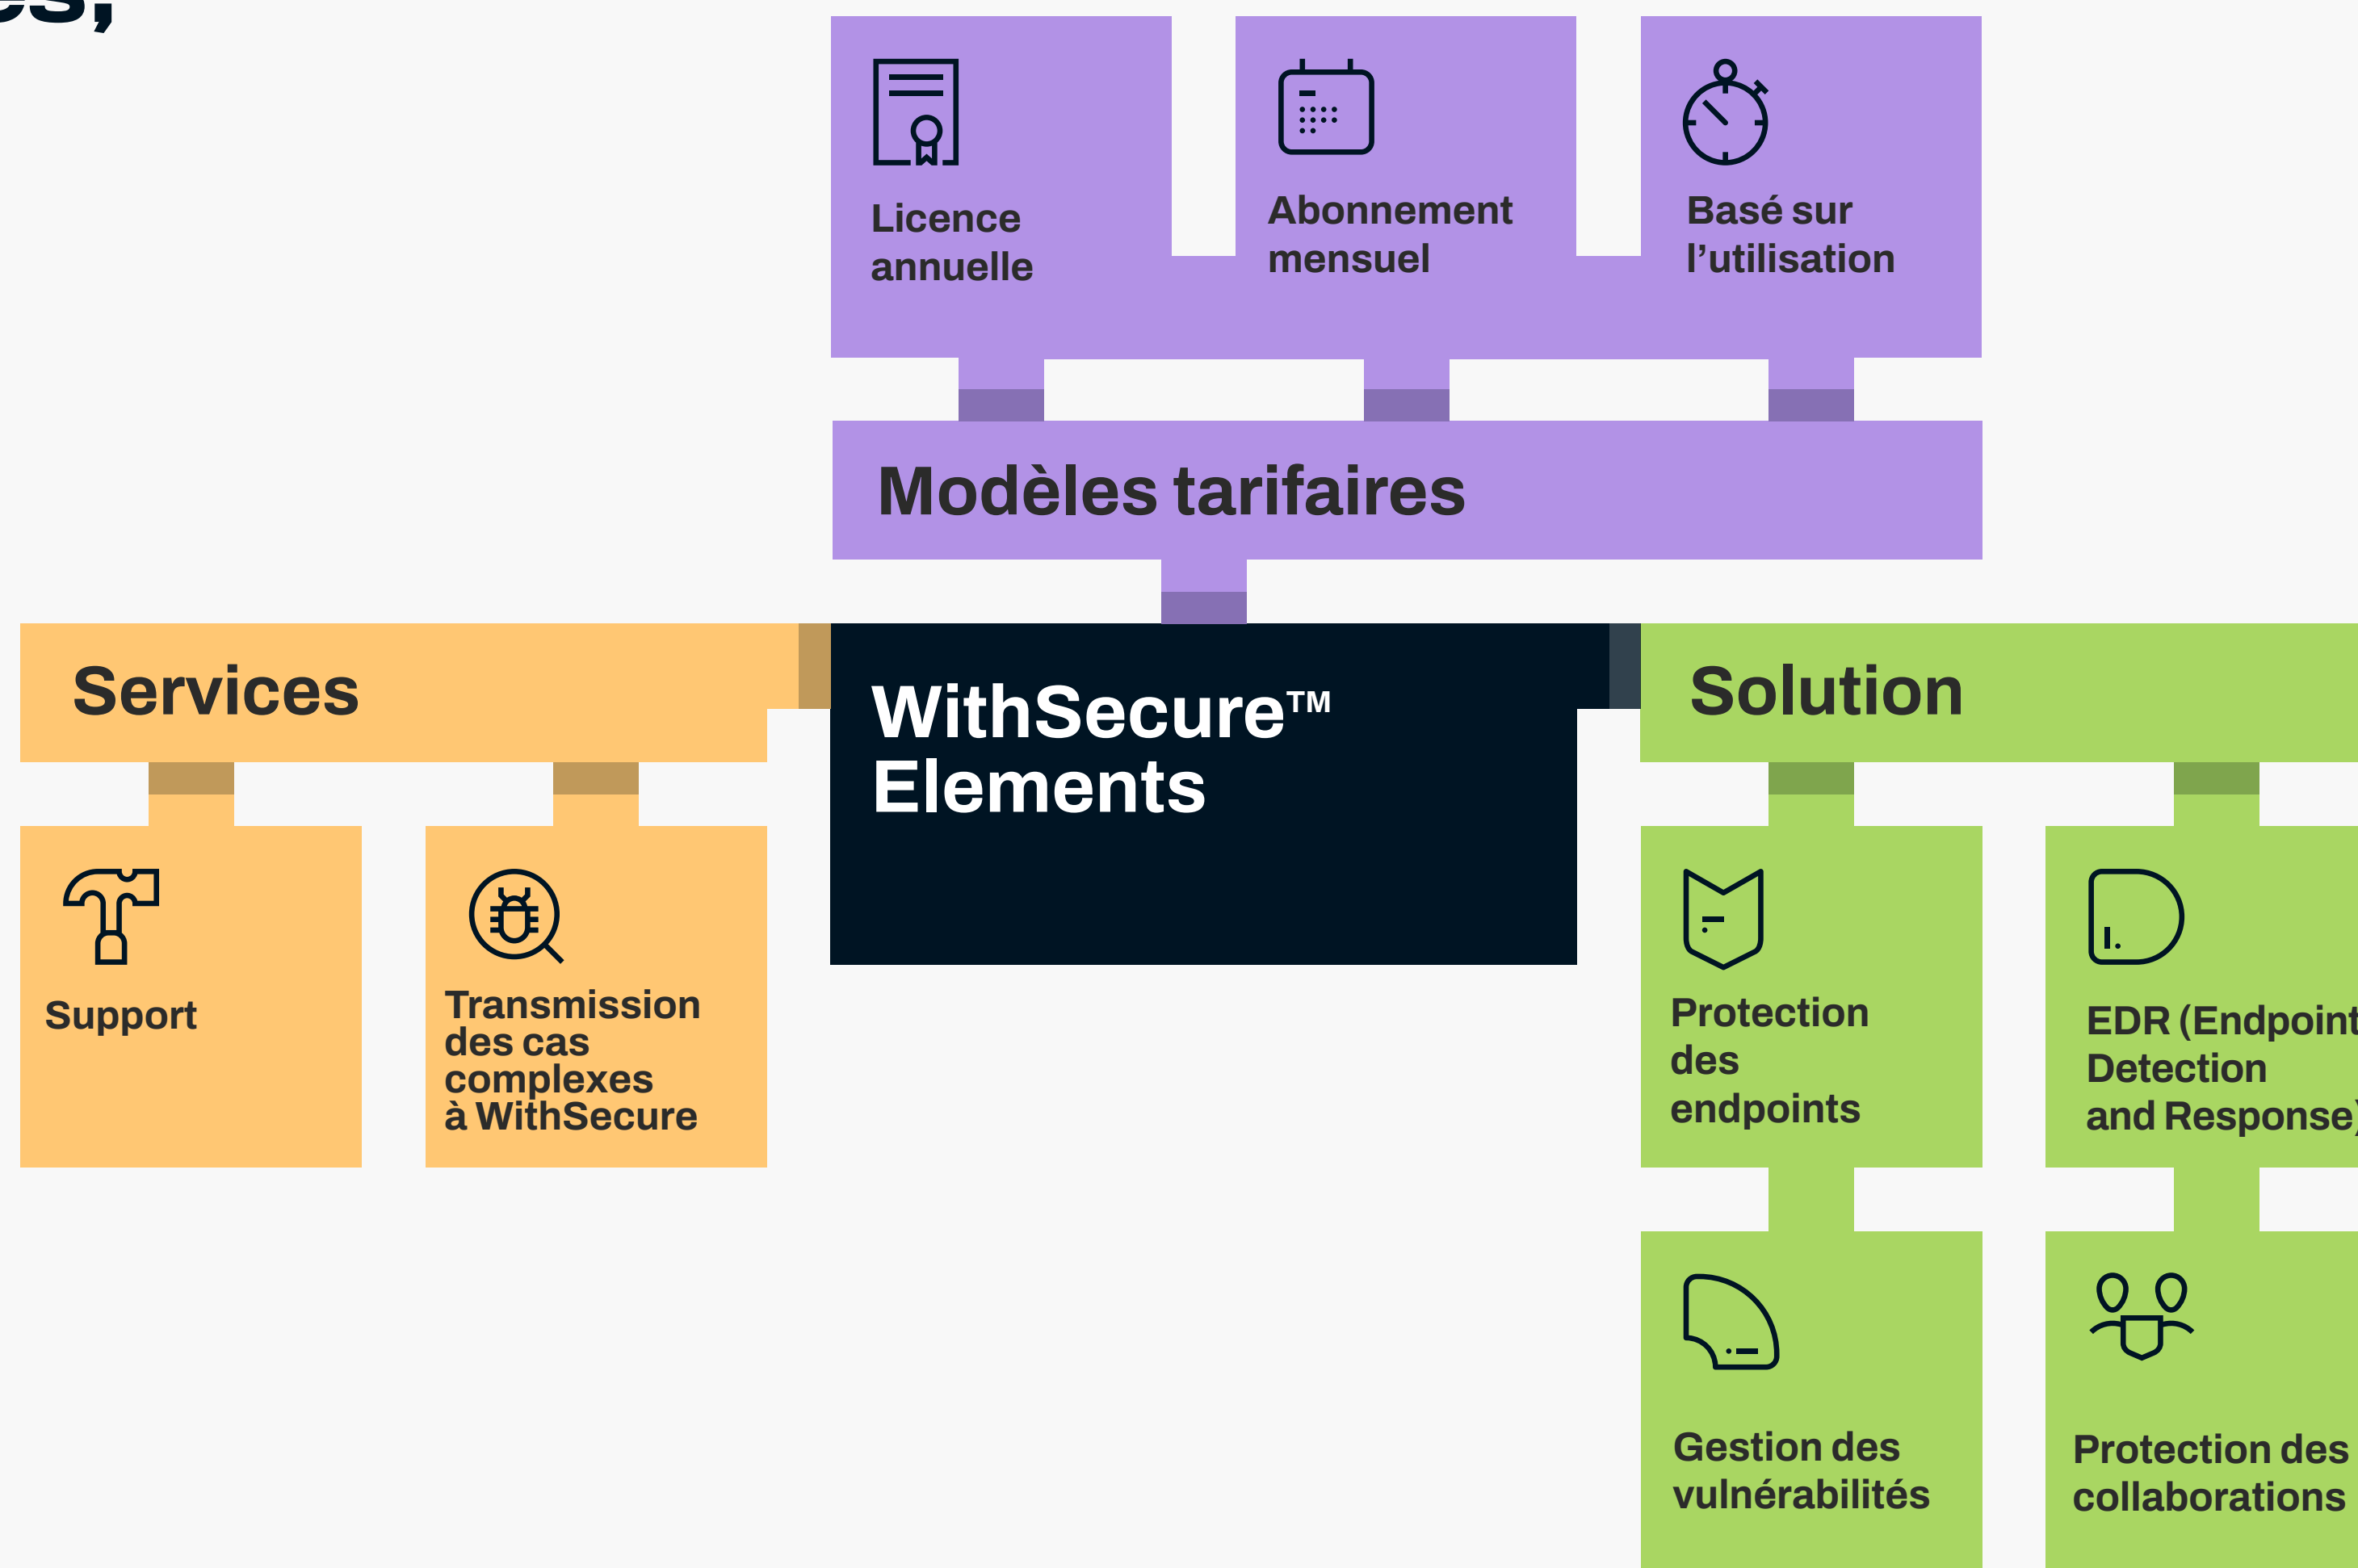 Licence
annuelle
Abonnement
mensuel
Basé sur
l’utilisation
Modèles tarifaires
Services
WithSecure™
Elements
Solution
Support
Transmission
des cas
complexes
à WithSecure
Protection
des
endpoints
EDR (Endpoint
Detection
and Response)
Gestion des
vulnérabilités
Protection des
collaborations